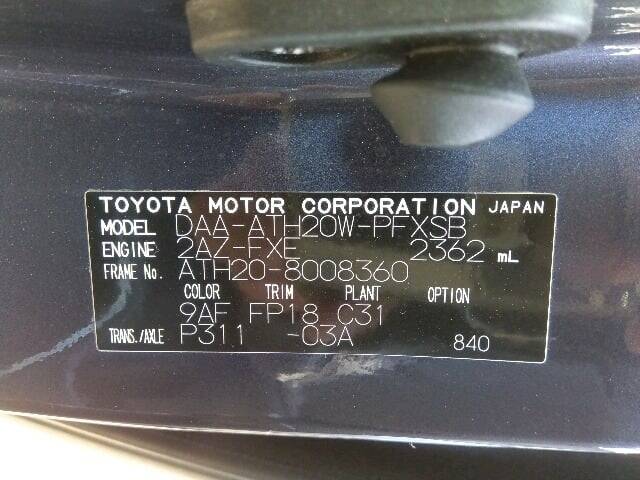 TOYOTA MOTOR CORPORATION JAPAN
MODEL DAA-ATH20W-PFXSB
ENGINE 2AZ-FXE 2362 mL
FRAME No. ATH20-8008360
COLOR TRIM PLANT OPTION
9AF FP18 C31
TRANS./AXLE P311 -03A 840